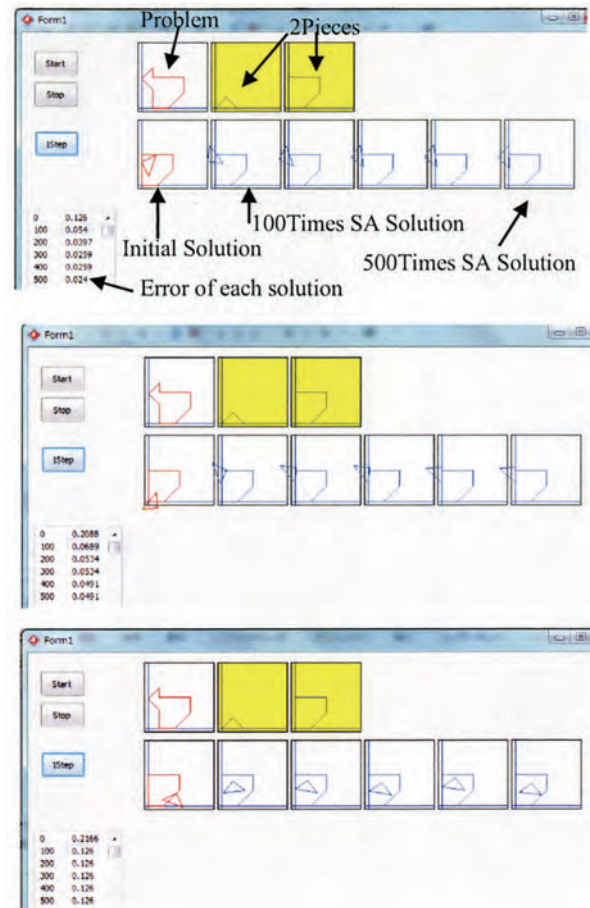 Form1
Problem
2Pieces
Start
Stop
1Step
0 0.126
100 0.054
200 0.0397
300 0.0259
400 0.0259
500 0.024
Initial Solution
100Times SA Solution
500Times SA Solution
Error of each solution
Form1
Start
Stop
1Step
0 0.2088
100 0.0689
200 0.0534
300 0.0534
400 0.0491
500 0.0491
Form1
Start
Stop
1Step
0 0.2166
100 0.126
200 0.126
300 0.126
400 0.126
500 0.126